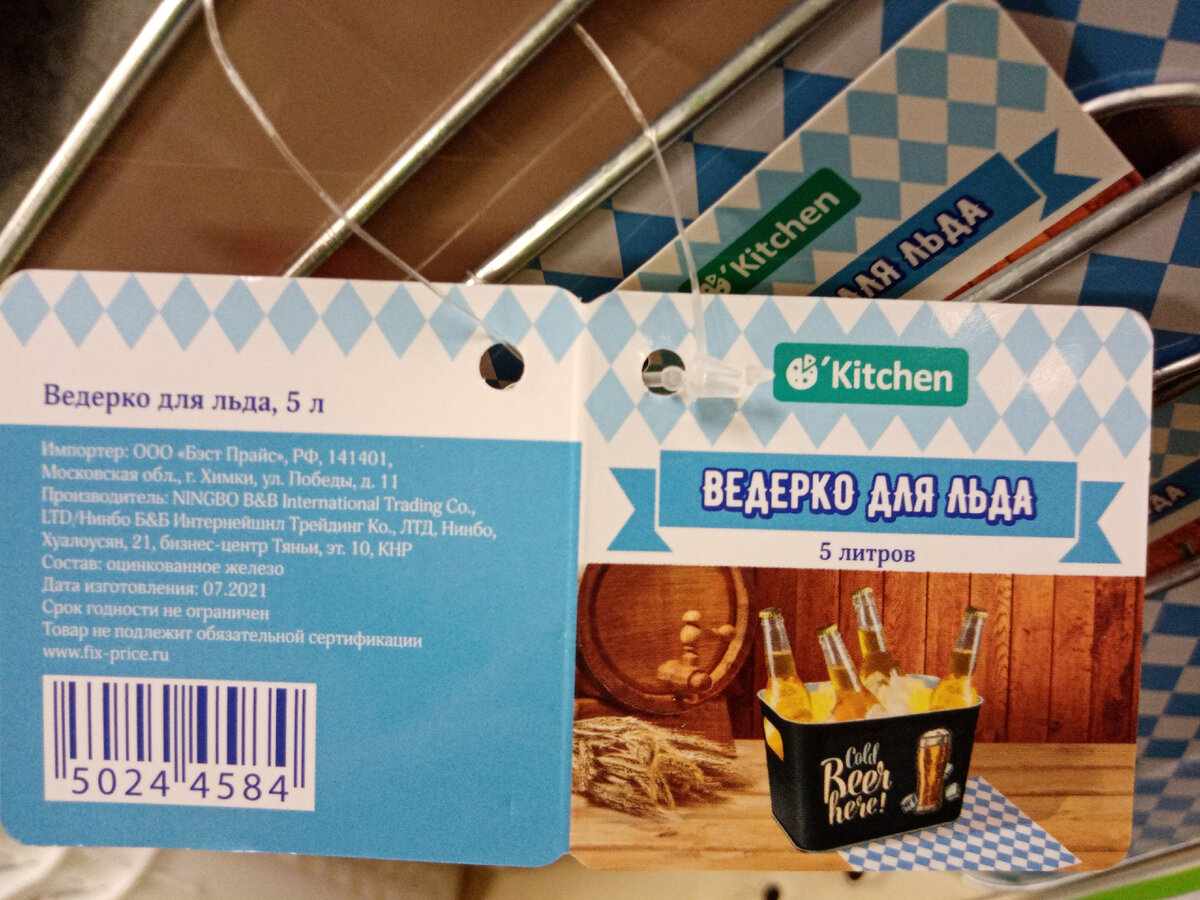 'Kitchen
ЛЯ ЛЬДА
Ведерко для льда, 5 л
Импортер: ООО «Бэст Прайс», РФ, 141401,
Московская обл., г. Химки, ул. Победы, д. 11
Производитель: NINGBO B&B International Trading Co.,
LTD/Нинбо Б&Б Интернейшнл Трейдинг Ко., ЛТД, Нинбо,
Хуалоусян, 21, бизнес-центр Тяньи, эт. 10, КНР
Состав: оцинкованное железо
Дата изготовления: 07.2021
Срок годности не ограничен
Товар не подлежит обязательной сертификации
www.fix-price.ru
5024 4584
'Kitchen
ВЕДЕРКО ДЛЯ ЛЬДА
5 литров
Cold
Beer
here!
ДА